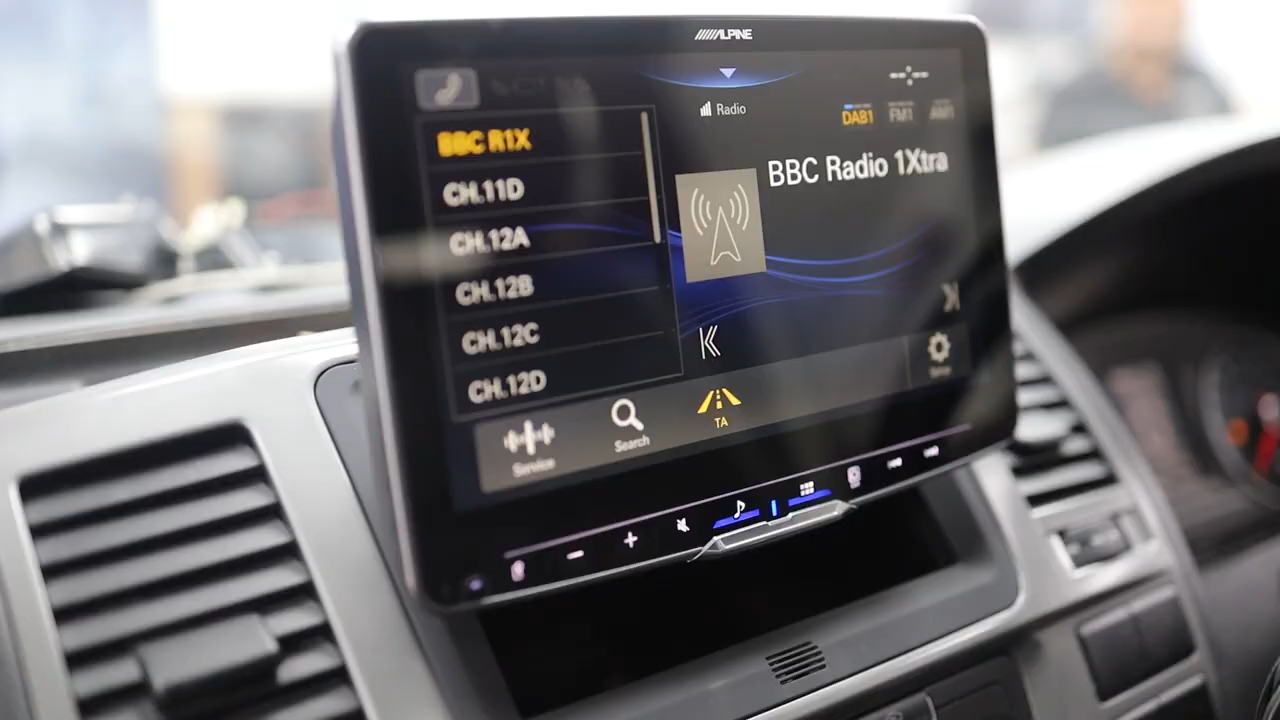 ALPINE
Radio
DAB1 FM1 AM1
BBC R1X
CH.11D
CH.12A
CH.12B
CH.12C
CH.12D
BBC Radio 1Xtra
Service
Search
TA
Setup